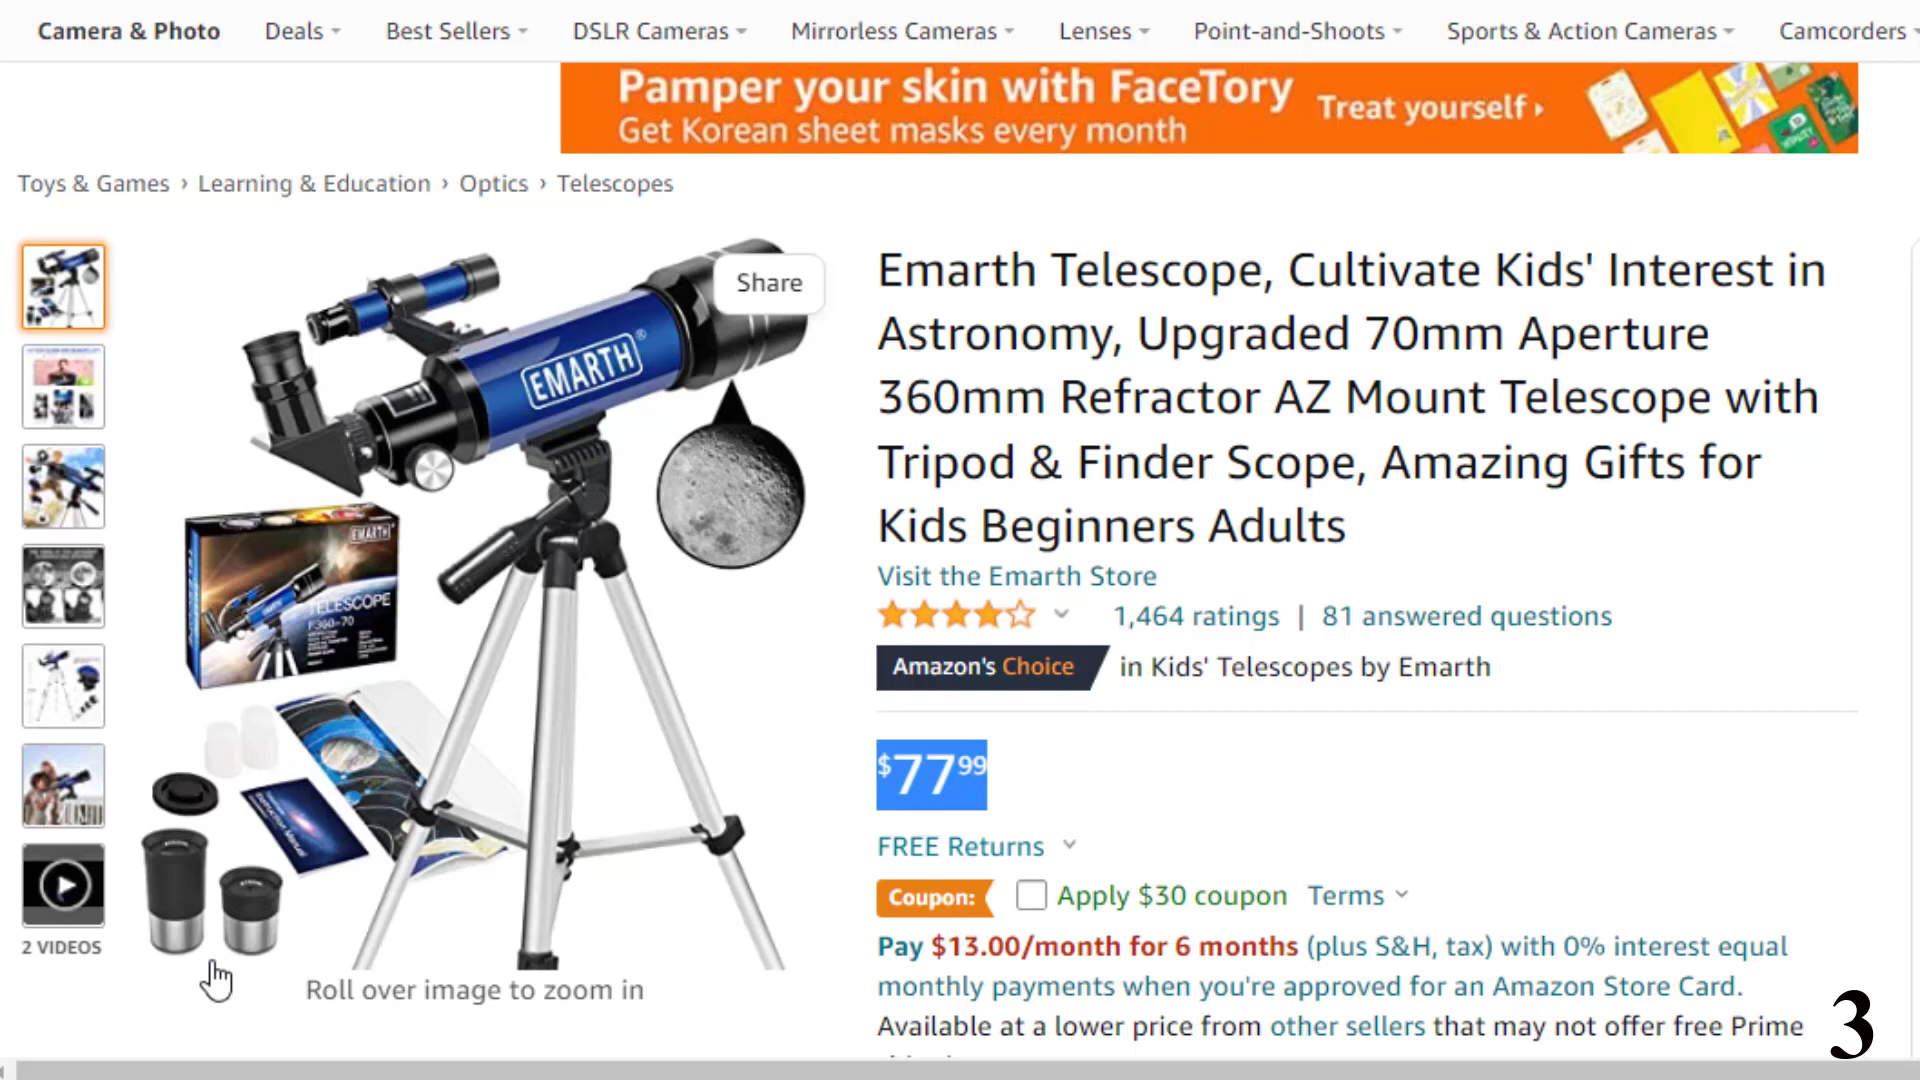 Camera & Photo Deals Best Sellers DSLR Cameras Mirrorless Cameras Lenses Point-and-Shoots Sports & Action Cameras Camcorders
Pamper your skin with FaceTory
Get Korean sheet masks every month
Treat yourself
Toys & Games › Learning & Education › Optics › Telescopes
Share
EMARTH
EMARTH
TELESCOPE
F360-70
2 VIDEOS
Roll over image to zoom in
Emarth Telescope, Cultivate Kids' Interest in
Astronomy, Upgraded 70mm Aperture
360mm Refractor AZ Mount Telescope with
Tripod & Finder Scope, Amazing Gifts for
Kids Beginners Adults
Visit the Emarth Store
1,464 ratings | 81 answered questions
Amazon's Choice in Kids' Telescopes by Emarth
$77 99
FREE Returns
Coupon: Apply $30 coupon Terms
Pay $13.00/month for 6 months (plus S&H, tax) with 0% interest equal
monthly payments when you're approved for an Amazon Store Card.
Available at a lower price from other sellers that may not offer free Prime
3